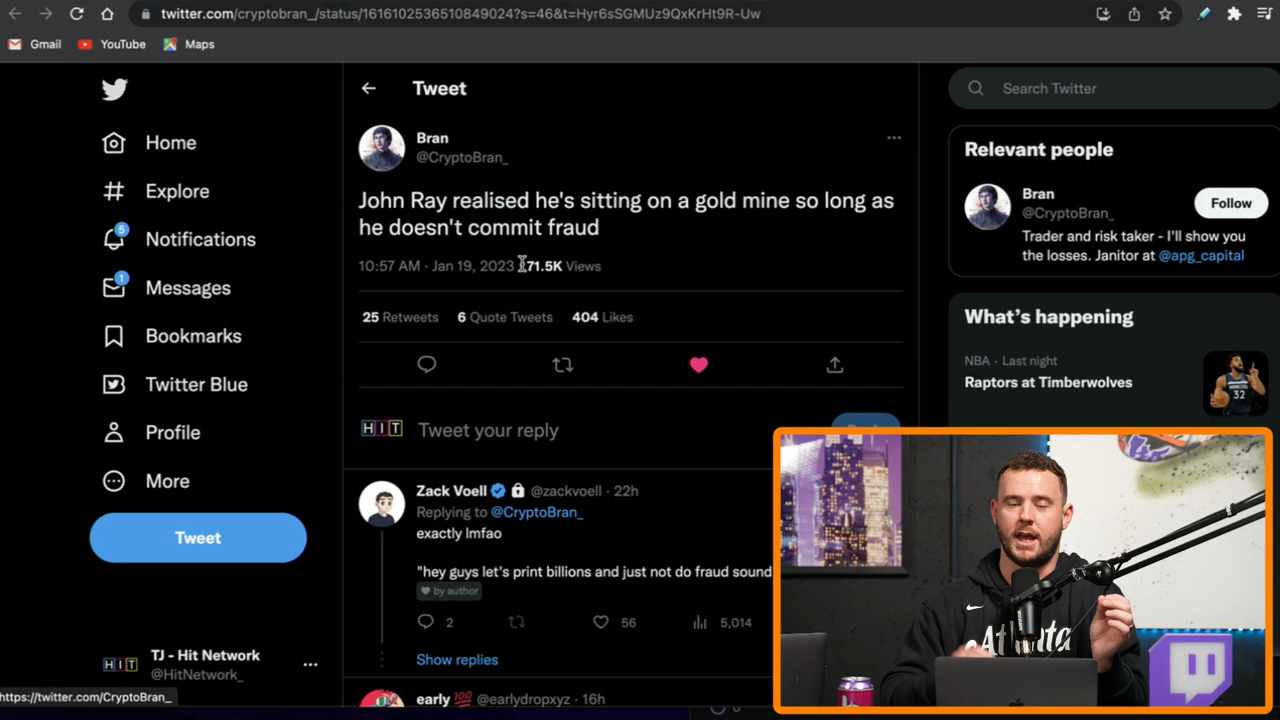 twitter.com/cryptobran_/status/1616102536510849024?s=46&t=Hyr6sSGMUz9QxKrHt9R-Uw
Gmail
YouTube
Maps
Home
Explore
5
Notifications
1
Messages
Bookmarks
Twitter Blue
Profile
More
Tweet
TJ - Hit Network
@HitNetwork_
HIT
https://twitter.com/CryptoBran_
Tweet
Bran
@CryptoBran_
John Ray realised he's sitting on a gold mine so long as
he doesn't commit fraud
10:57 AM · Jan 19, 2023
71.5K Views
25 Retweets 6 Quote Tweets 404 Likes
HIT
Tweet your reply
Zack Voell @zackvoell · 22h
Replying to @CryptoBran_
exactly lmfao
"hey guys let's print billions and just not do fraud sound
by author
2
56
5,014
Show replies
early 💯 @earlydropxyz · 16h
Search Twitter
Relevant people
Bran
@CryptoBran_
Follow
Trader and risk taker - I'll show you
the losses. Janitor at @apg_capital
What's happening
NBA · Last night
Raptors at Timberwolves
32
Atlanta